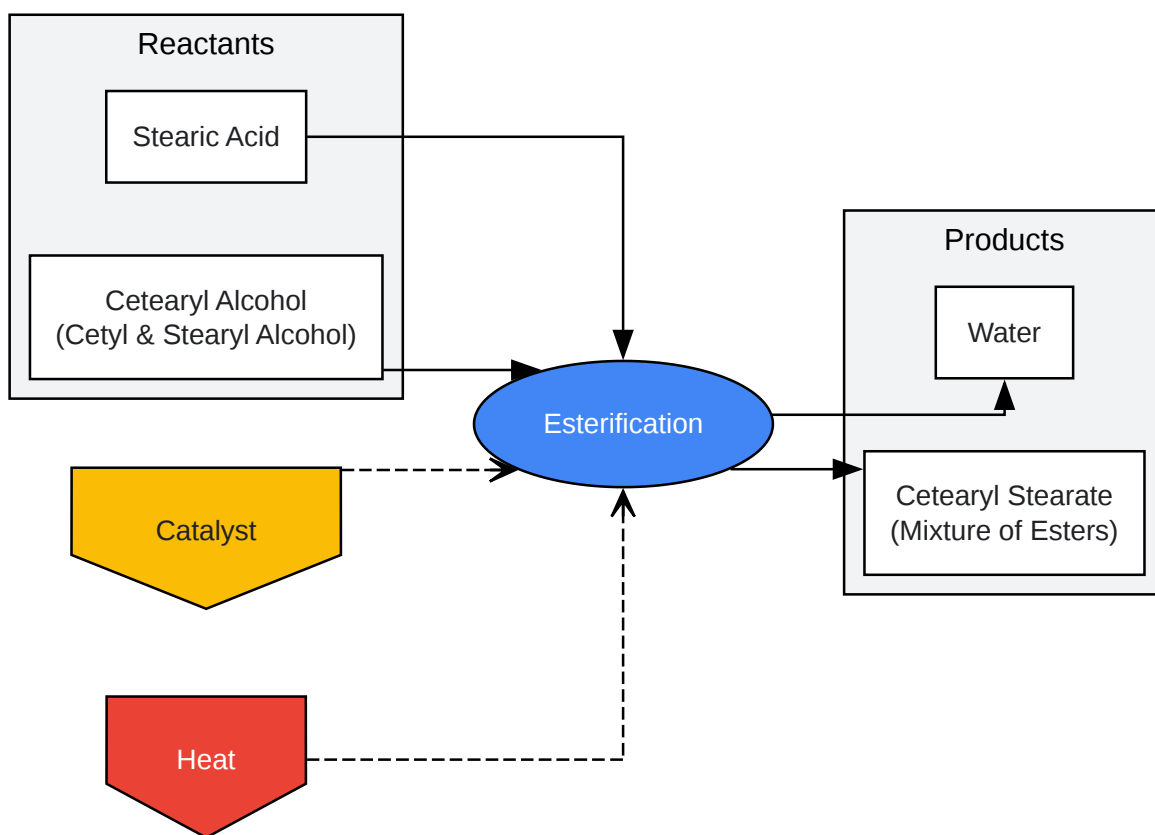 Reactants
Stearic Acid
Cetearyl Alcohol
(Cetyl & Stearyl Alcohol)
Products
Water
Esterification
Cetearyl Stearate
(Mixture of Esters)
Catalyst
Heat